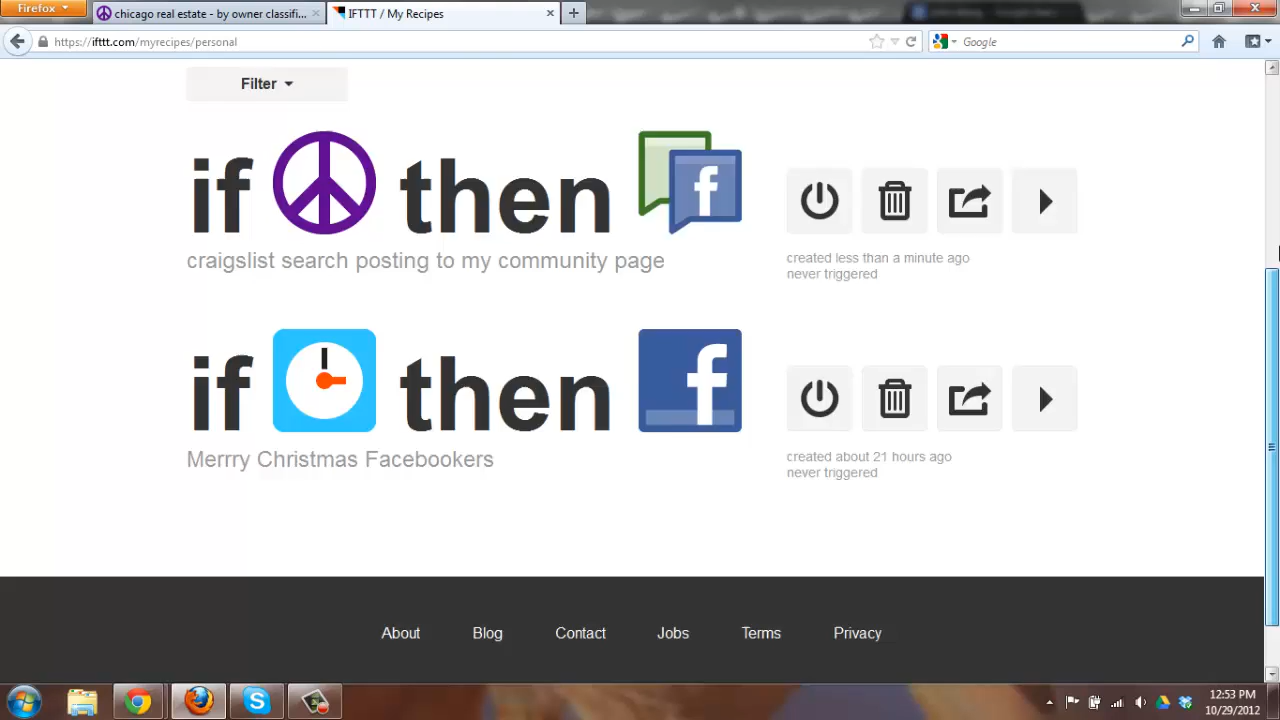 Firefox
chicago real estate - by owner classifi...
IFTTT / My Recipes
https://ifttt.com/myrecipes/personal
Google
Filter
if then
craigslist search posting to my community page
created less than a minute ago
never triggered
if then
Merrry Christmas Facebookers
created about 21 hours ago
never triggered
About Blog Contact Jobs Terms Privacy
12:53 PM
10/29/2012